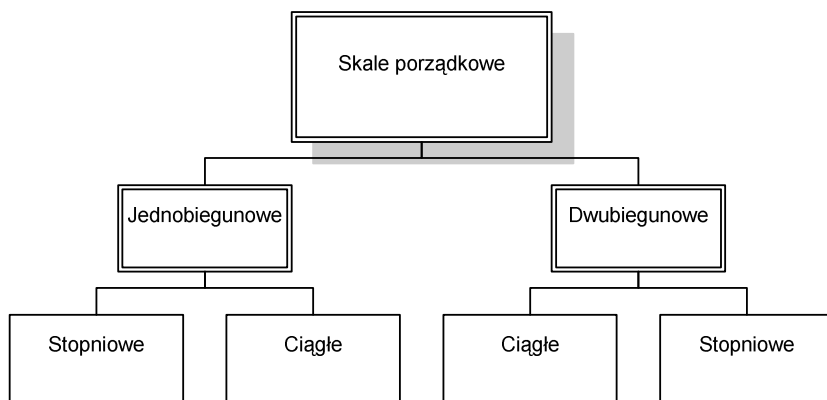 Skale porządkowe
Jednobiegunowe
Dwubiegunowe
Stopniowe
Ciągłe
Ciągłe
Stopniowe